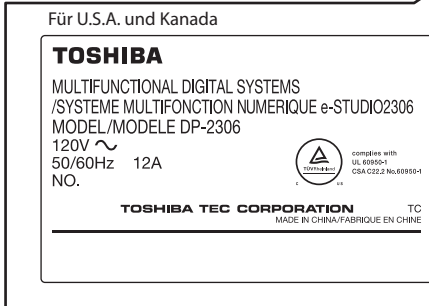 Für U.S.A. und Kanada
TOSHIBA
MULTIFUNCTIONAL DIGITAL SYSTEMS
/SYSTEME MULTIFONCTION NUMERIQUE e-STUDIO2306
MODEL/MODELE DP-2306
120V ~
50/60Hz 12A
NO.
TÜVRheinland
C US
complies with
UL 60950-1
CSA C22.2 No.60950-1
TOSHIBA TEC CORPORATION TC
MADE IN CHINA/FABRIQUE EN CHINE